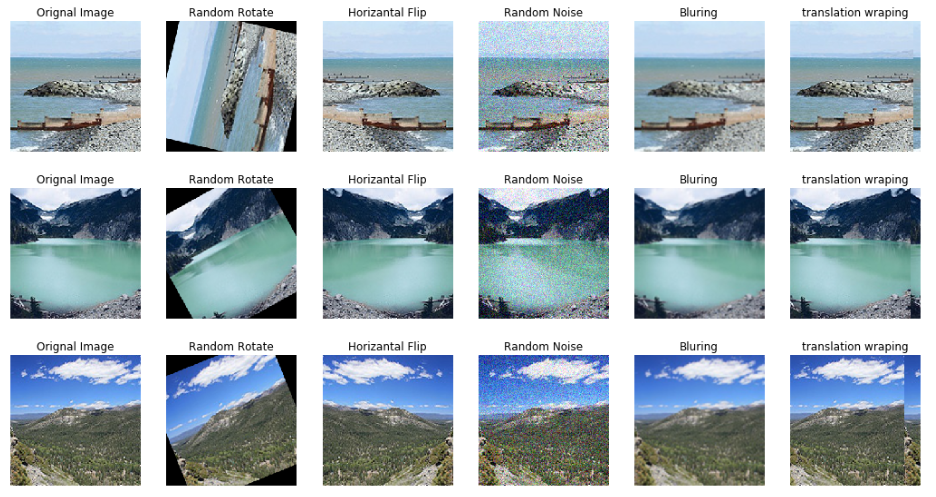 Orignal Image
Random Rotate
Horizantal Flip
Random Noise
Bluring
translation wraping
Orignal Image
Random Rotate
Horizantal Flip
Random Noise
Bluring
translation wraping
Orignal Image
Random Rotate
Horizantal Flip
Random Noise
Bluring
translation wraping